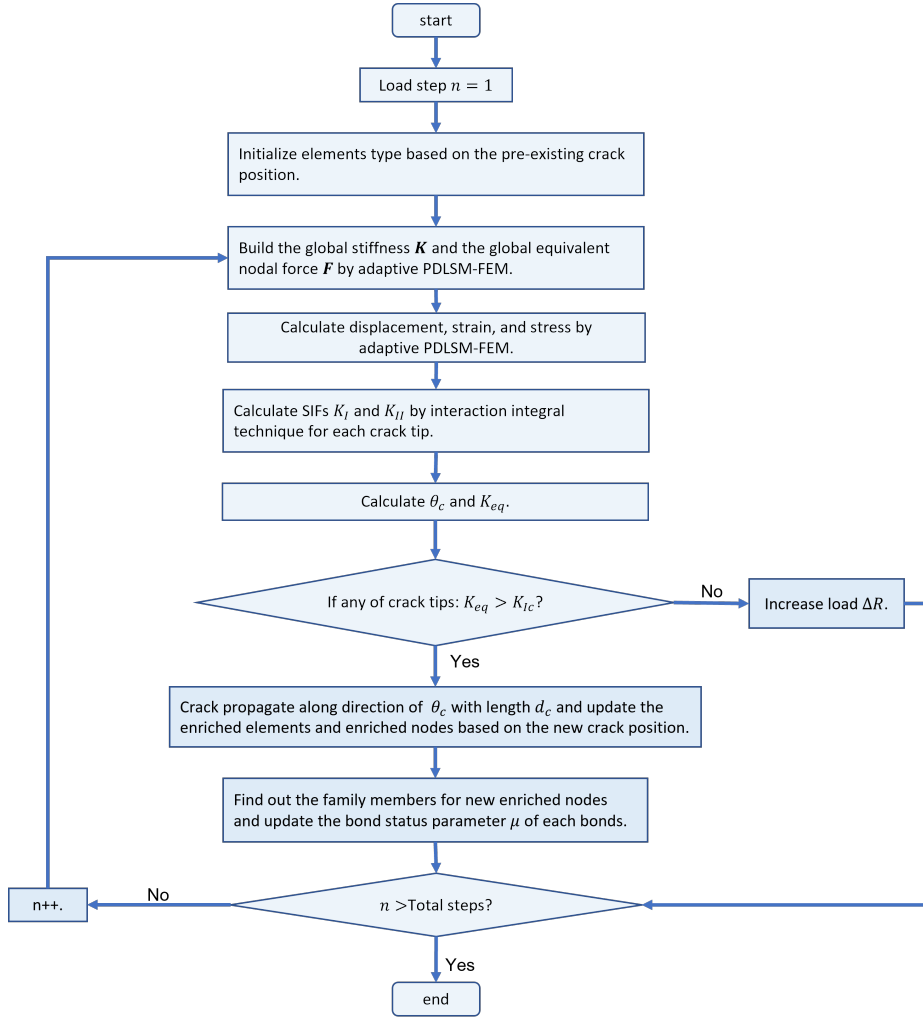 start
Load step n = 1
Initialize elements type based on the pre-existing crack
position.
Build the global stiffness K and the global equivalent
nodal force F by adaptive PDLSM-FEM.
Calculate displacement, strain, and stress by
adaptive PDLSM-FEM.
Calculate SIFs K_I and K_II by interaction integral
technique for each crack tip.
Calculate θ_c and K_eq.
If any of crack tips: K_eq > K_Ic?
No
Increase load ΔR.
Yes
Crack propagate along direction of θ_c with length d_c and update the
enriched elements and enriched nodes based on the new crack position.
Find out the family members for new enriched nodes
and update the bond status parameter μ of each bonds.
n >Total steps?
No
n++.
Yes
end